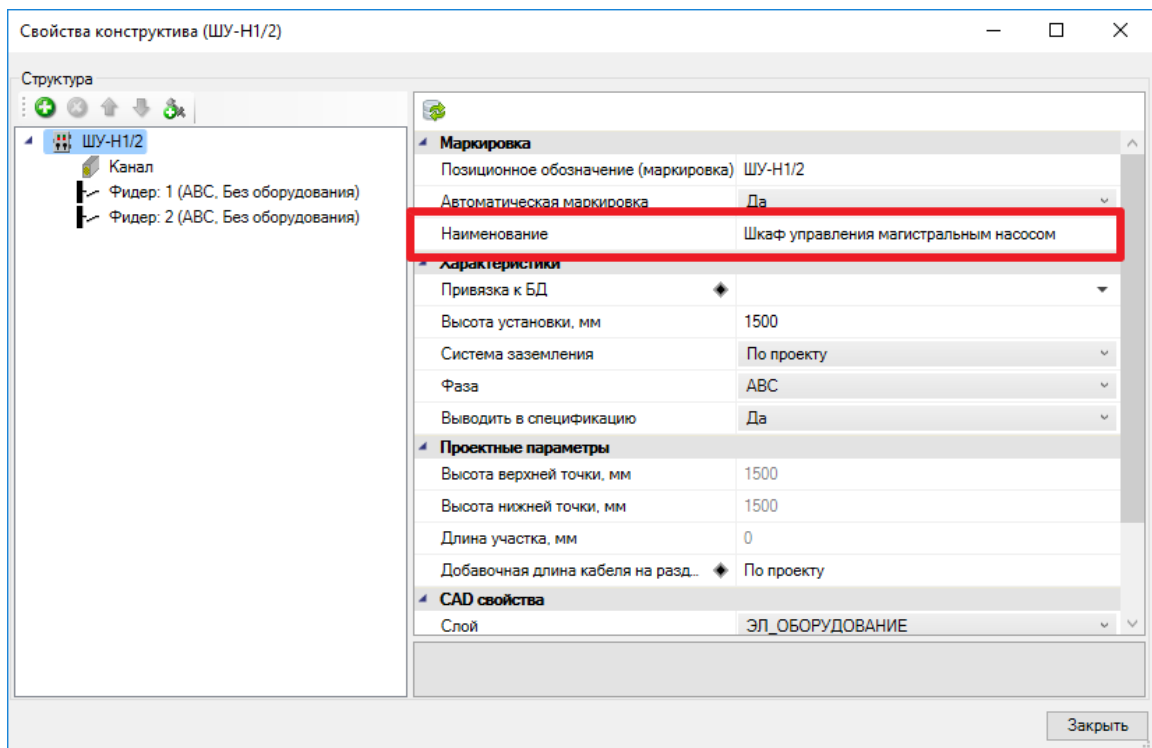 Свойства конструктива (ШУ-Н1/2)
Структура
ШУ-Н1/2
Канал
Фидер: 1 (ABC, Без оборудования)
Фидер: 2 (ABC, Без оборудования)
Маркировка
Позиционное обозначение (маркировка) ШУ-Н1/2
Автоматическая маркировка Да
Наименование Шкаф управления магистральным насосом
Характеристики
Привязка к БД
Высота установки, мм 1500
Система заземления По проекту
Фаза ABC
Выводить в спецификацию Да
Проектные параметры
Высота верхней точки, мм 1500
Высота нижней точки, мм 1500
Длина участка, мм 0
Добавочная длина кабеля на разд... По проекту
CAD свойства
Слой ЭЛ_ОБОРУДОВАНИЕ
Закрыть